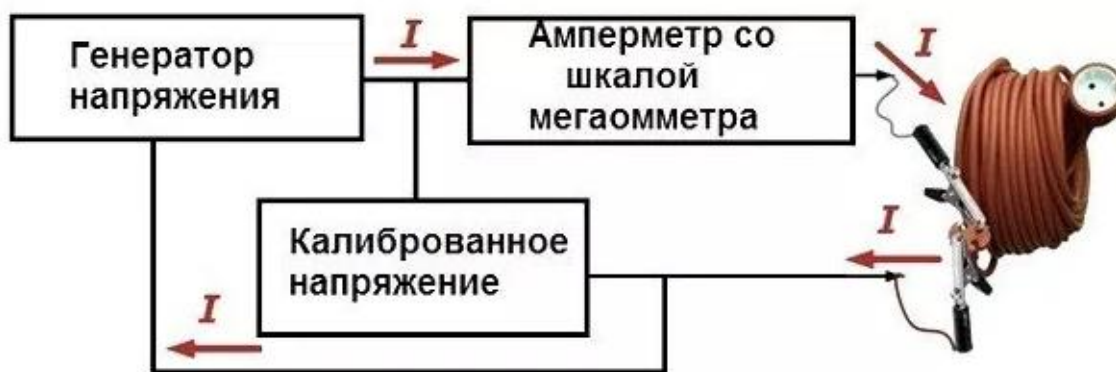 Генератор
напряжения
I
Амперметр со
шкалой
мегаомметра
I
Калиброванное
напряжение
I
I